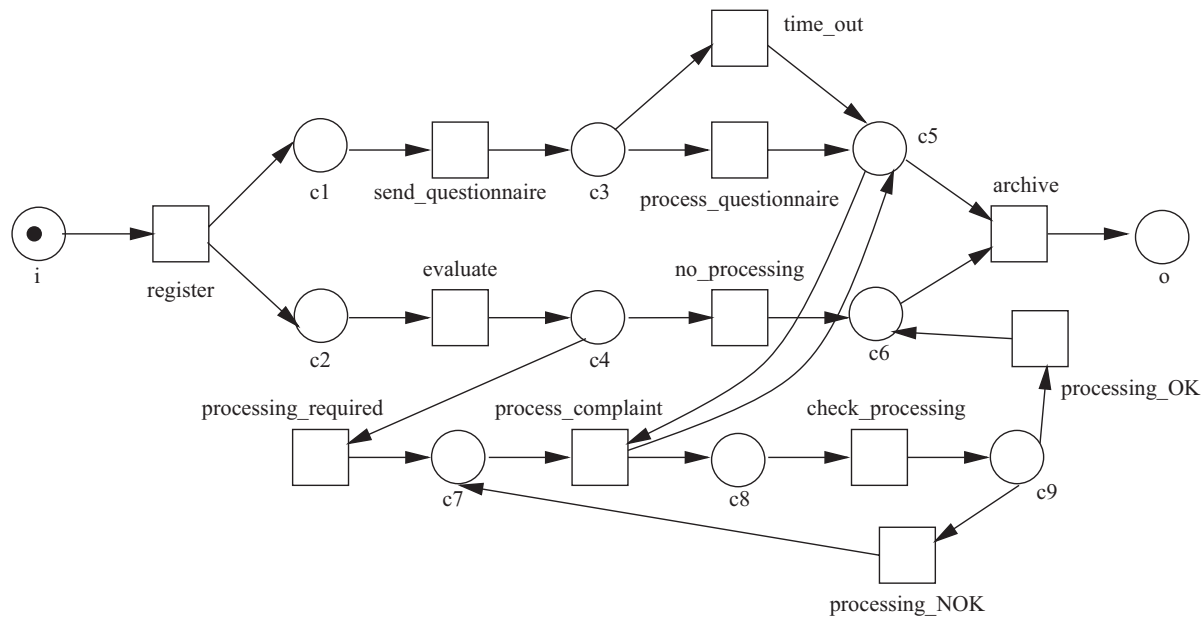 time_out
c5
archive
c1
send_questionnaire
c3
process_questionnaire
i
register
evaluate
no_processing
o
c2
c4
c6
processing_required
process_complaint
check_processing
processing_OK
c7
c8
c9
processing_NOK